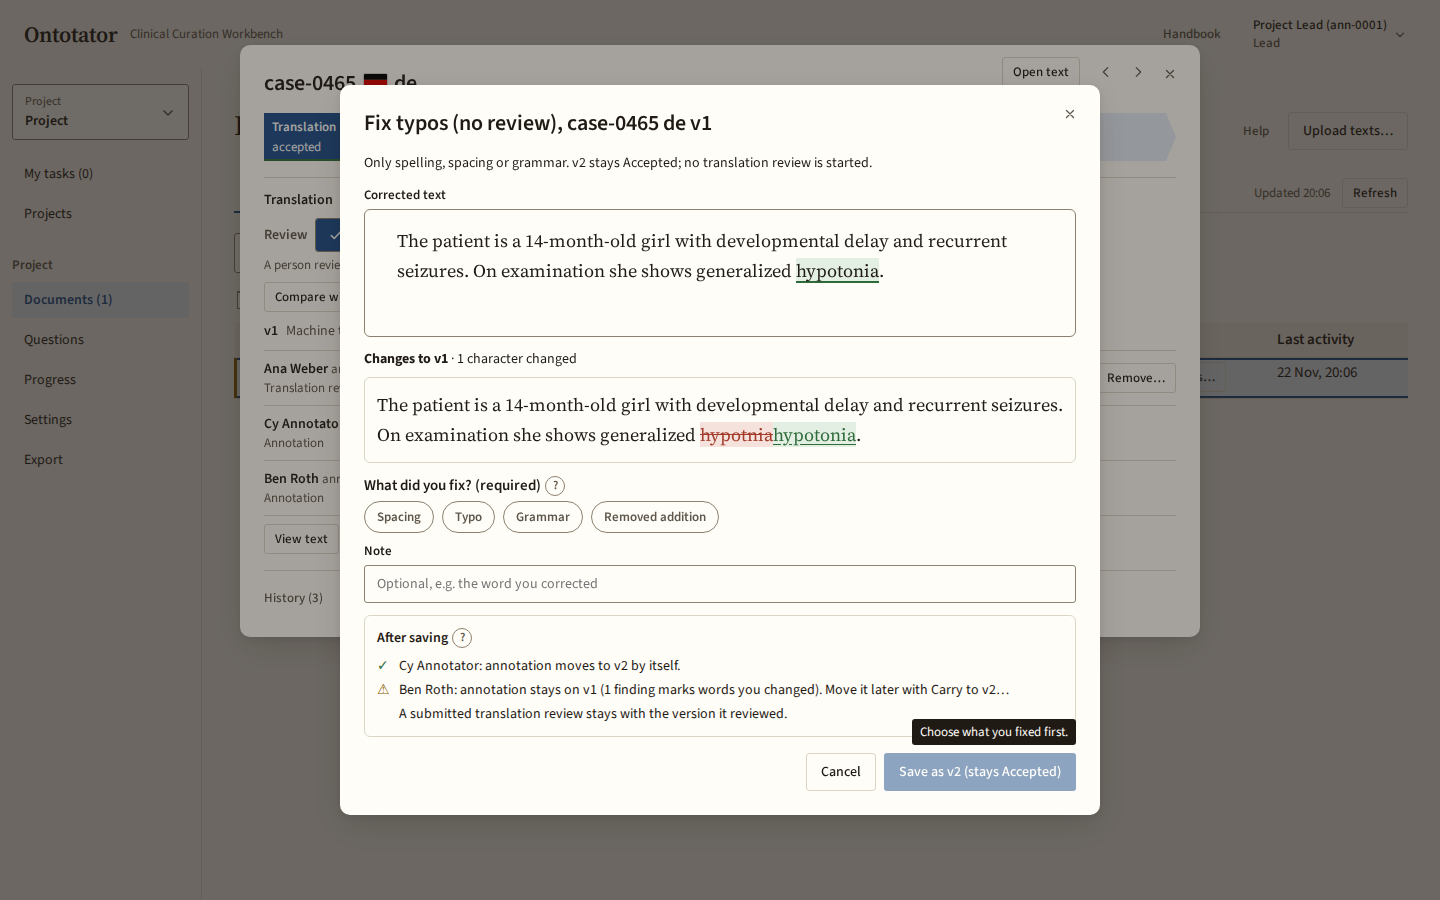 Ontotator
Clinical Curation Workbench
Handbook
Project Lead (ann-0001)
Lead
Project
Project
My tasks (0)
Projects
Project
Documents (1)
Questions
Progress
Settings
Export
Help
Upload texts…
Updated 20:06
Refresh
Last activity
22 Nov, 20:06
case-0465 de
Open text
Translation
accepted
Translation
Review
A person revie
Compare w
v1 Machine t
Ana Weber
Translation re
Remove…
Cy Annotato
Annotation
Ben Roth
Annotation
View text
History (3)
Fix typos (no review), case-0465 de v1
Only spelling, spacing or grammar. v2 stays Accepted; no translation review is started.
Corrected text
The patient is a 14-month-old girl with developmental delay and recurrent
seizures. On examination she shows generalized hypotonia.
Changes to v1 · 1 character changed
The patient is a 14-month-old girl with developmental delay and recurrent seizures.
On examination she shows generalized hypotniahypotonia.
What did you fix? (required) ?
Spacing Typo Grammar Removed addition
Note
Optional, e.g. the word you corrected
After saving ?
✓ Cy Annotator: annotation moves to v2 by itself.
⚠ Ben Roth: annotation stays on v1 (1 finding marks words you changed). Move it later with Carry to v2…
A submitted translation review stays with the version it reviewed.
Choose what you fixed first.
Cancel
Save as v2 (stays Accepted)